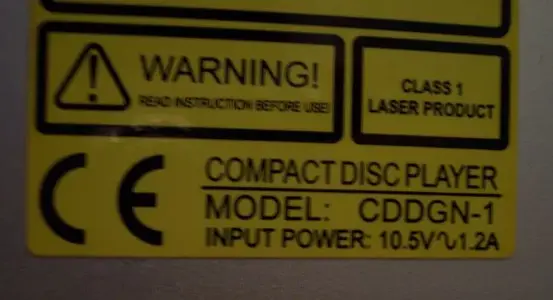 WARNING!
READ INSTRUCTION BEFORE USE!
CLASS 1
LASER PRODUCT
CE
COMPACT DISC PLAYER
MODEL: CDDGN-1
INPUT POWER: 10.5V∿1.2A